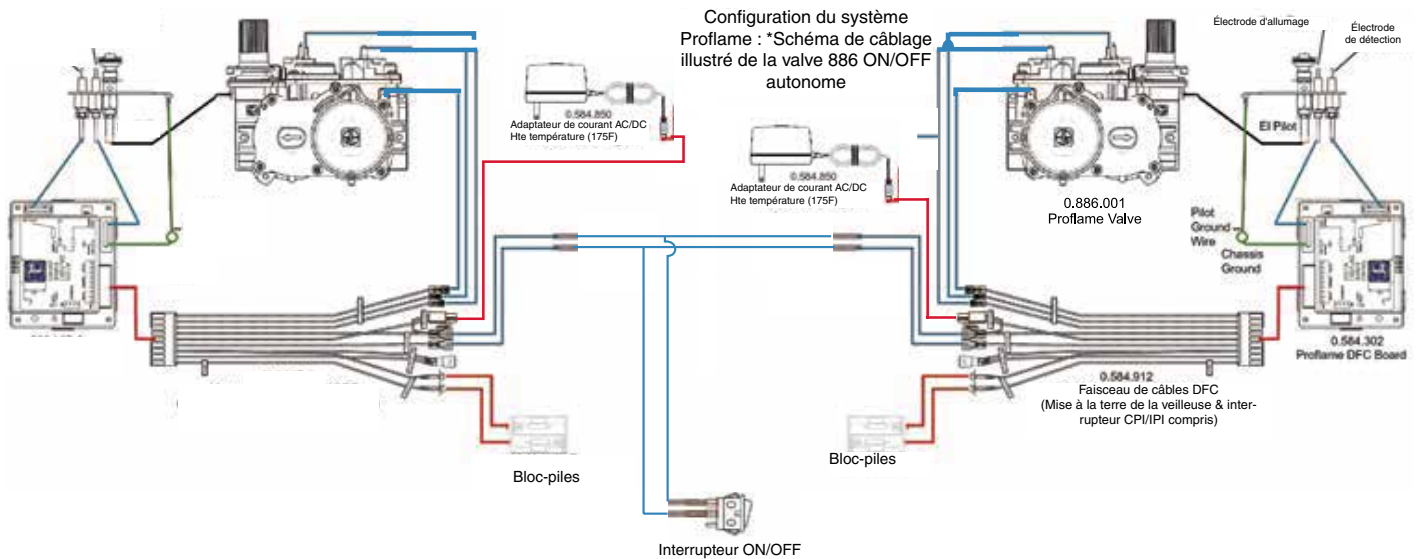 Configuration du système
Proflame : *Schéma de câblage
illustré de la valve 886 ON/OFF
autonome
Électrode d'allumage
Électrode
de détection
0.584.850
Adaptateur de courant AC/DC
Hte température (175F)
0.584.850
Adaptateur de courant AC/DC
Hte température (175F)
El Pilot
0.886.001
Proflame Valve
Pilot
Ground
Wire
Chassis
Ground
0.584.302
Proflame DFC Board
0.584.912
Faisceau de câbles DFC
(Mise à la terre de la veilleuse & inter-
rupteur CPI/IPI compris)
Bloc-piles
Bloc-piles
Interrupteur ON/OFF